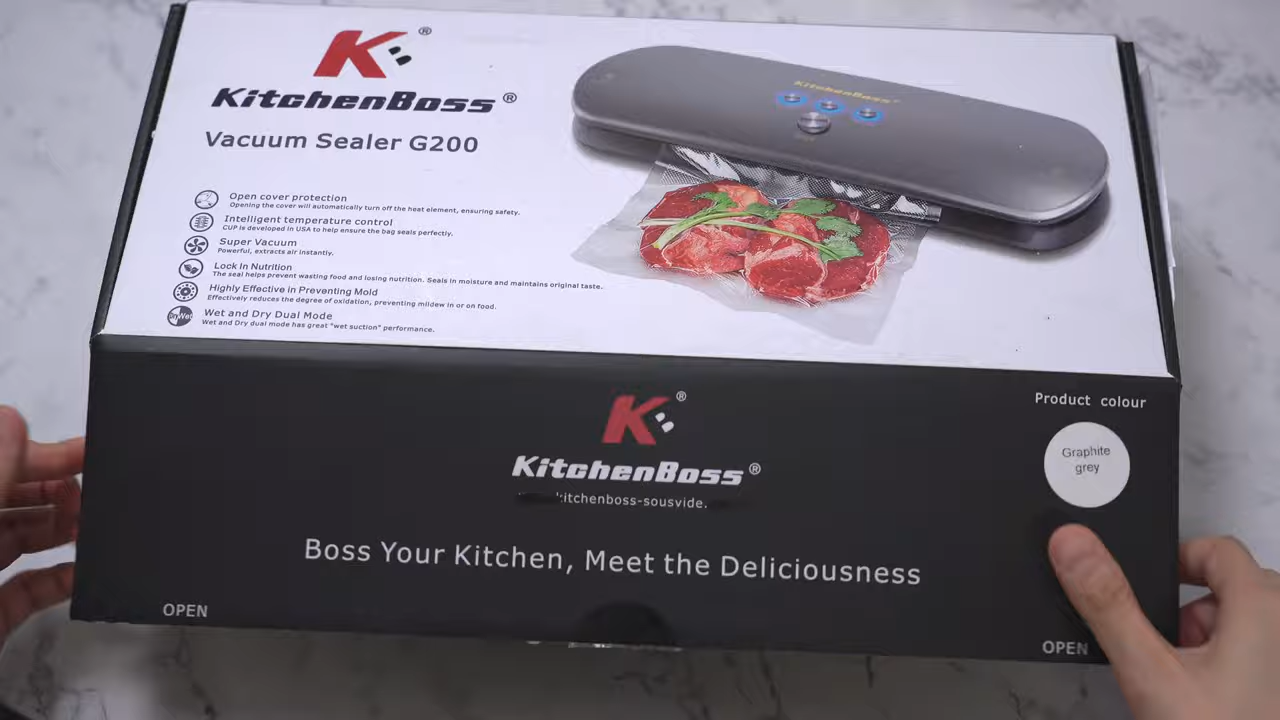 K ®
KitchenBoss ®
Vacuum Sealer G200
Open cover protection
Opening the cover will automatically turn off the heat element, ensuring safety.
Intelligent temperature control
CUP is developed in USA to help ensure the bag seals perfectly.
Super Vacuum
Powerful, extracts air instantly.
Lock In Nutrition
The seal helps prevent wasting food and losing nutrition. Seals in moisture and maintains original taste.
Highly Effective in Preventing Mold
Effectively reduces the degree of oxidation, preventing mildew in or on food.
Dry Wet
Wet and Dry Dual Mode
Wet and Dry dual mode has great "wet suction" performance.
KitchenBoss
K ®
KitchenBoss ®
kitchenboss-sousvide.
Boss Your Kitchen, Meet the Deliciousness
Product colour
Graphite
grey
OPEN
OPEN